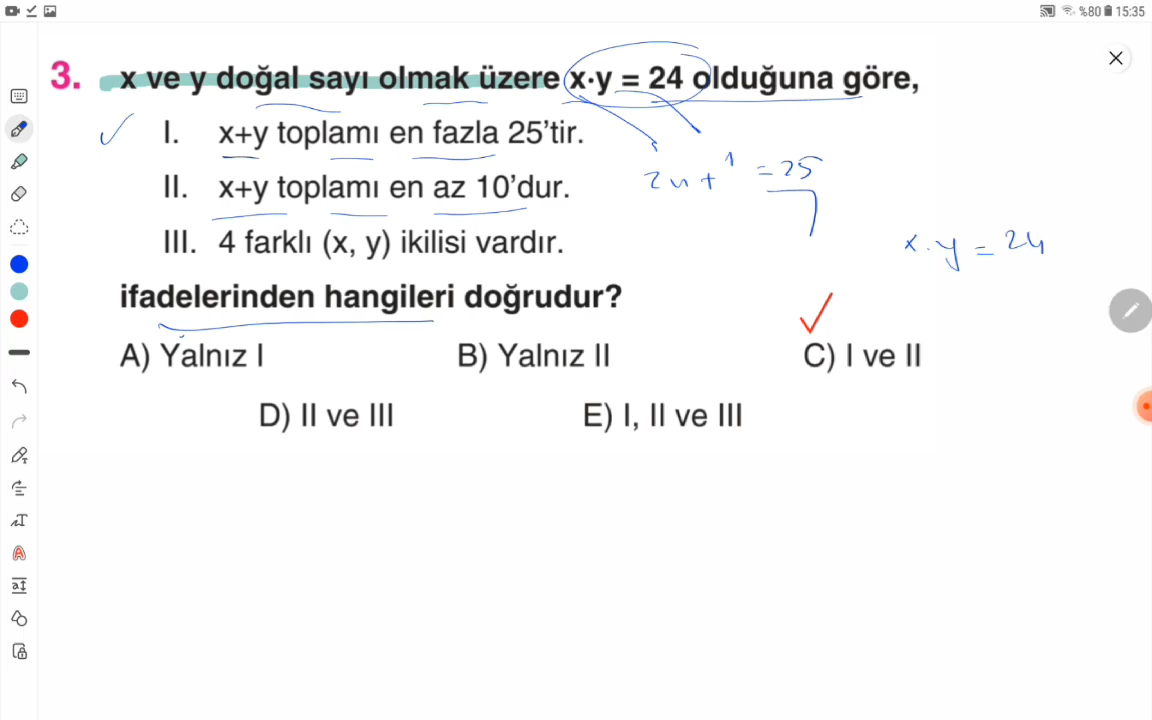 %80 15:35
3. x ve y doğal sayı olmak üzere x·y = 24 olduğuna göre,
I. x+y toplamı en fazla 25'tir.
II. x+y toplamı en az 10'dur.
III. 4 farklı (x, y) ikilisi vardır.
ifadelerinden hangileri doğrudur?
A) Yalnız I B) Yalnız II C) I ve II
D) II ve III E) I, II ve III
24 + 1 = 25
x . y = 24